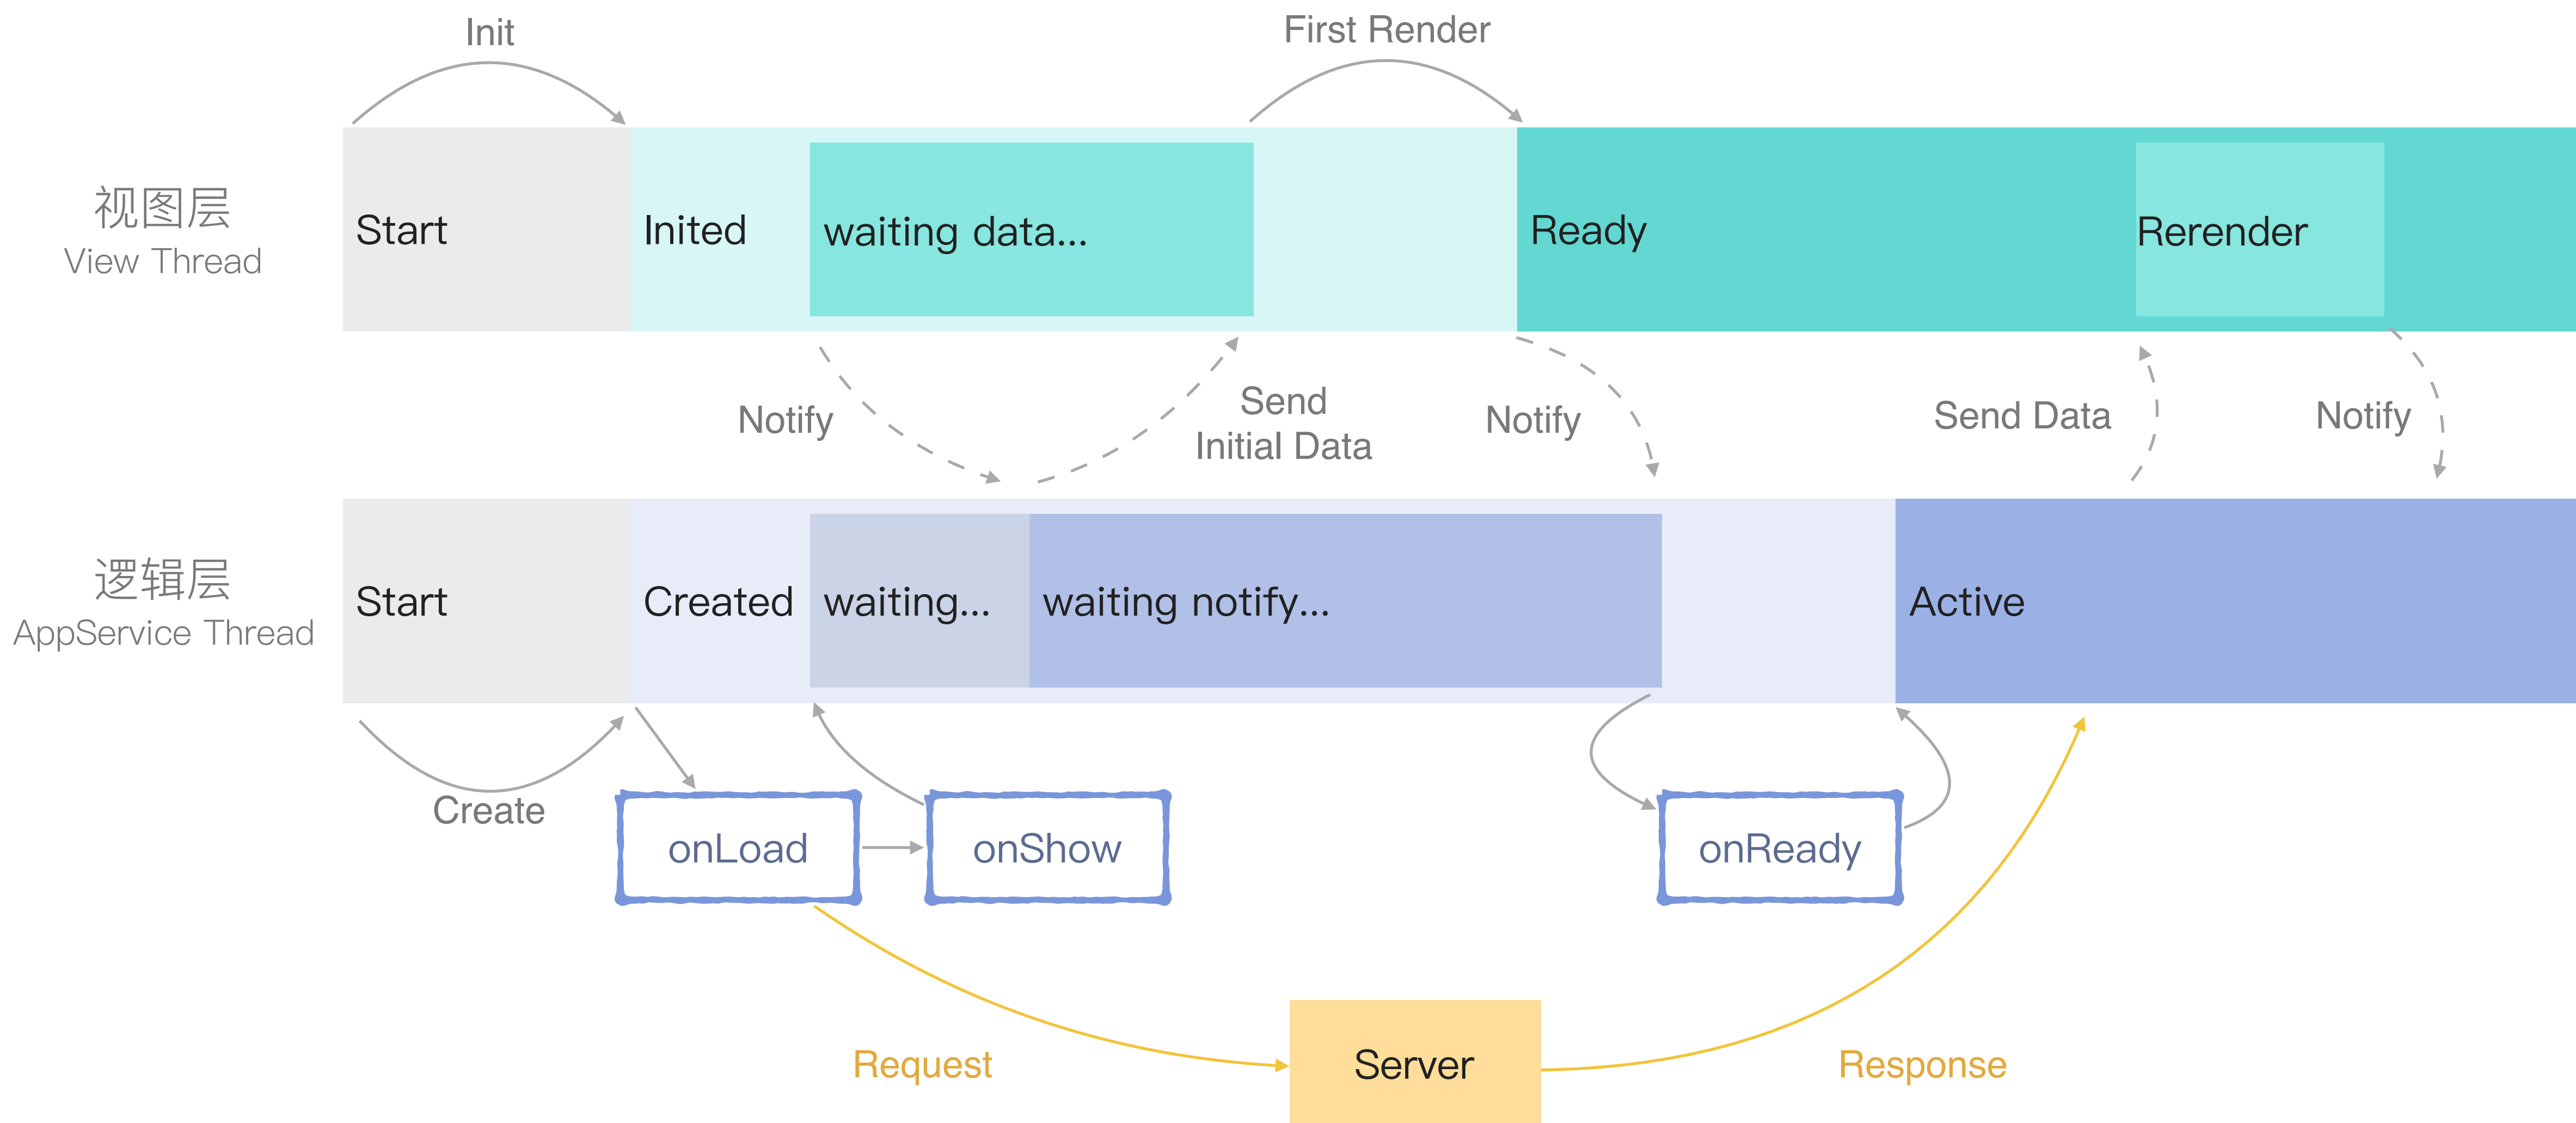 Init
First Render
视图层
View Thread
Start
Inited
waiting data...
Ready
Rerender
Notify
Send
Initial Data
Notify
Send Data
Notify
逻辑层
AppService Thread
Start
Created
waiting...
waiting notify...
Active
Create
onLoad
onShow
onReady
Request
Server
Response